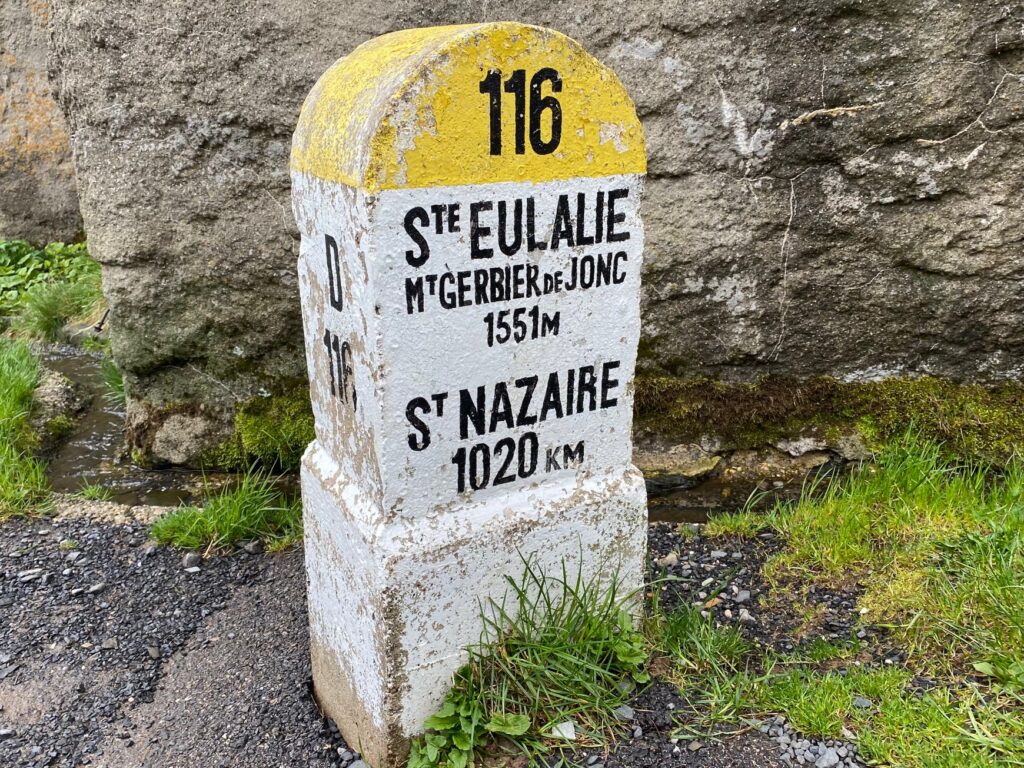 116
STE EULALIE
MT GERBIER DE JONC
1551M
ST NAZAIRE
1020 KM
D
116